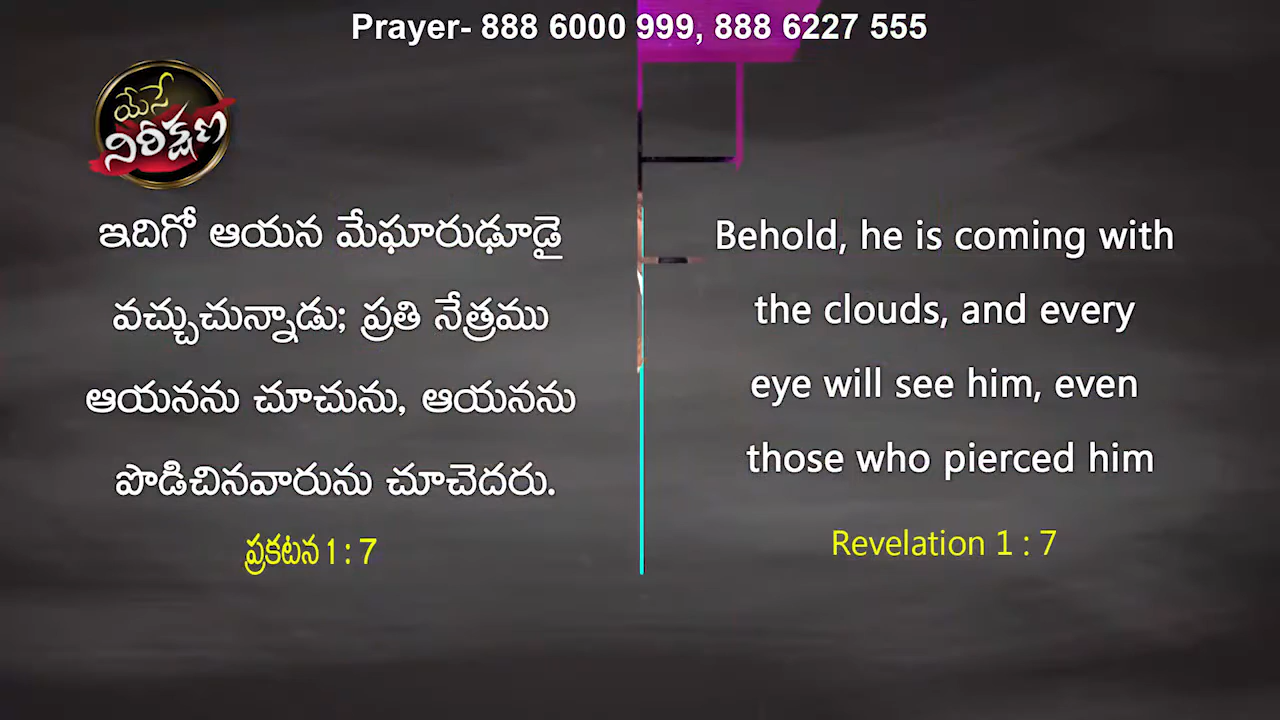 Prayer- 888 6000 999, 888 6227 555
యేసే
నిరీక్షణ
ఇదిగో ఆయన మేఘారుఢూడై
వచ్చుచున్నాడు; ప్రతి నేత్రము
ఆయనను చూచును, ఆయనను
పొడిచినవారును చూచెదరు.
ప్రకటన 1 : 7
Behold, he is coming with
the clouds, and every
eye will see him, even
those who pierced him
Revelation 1 : 7